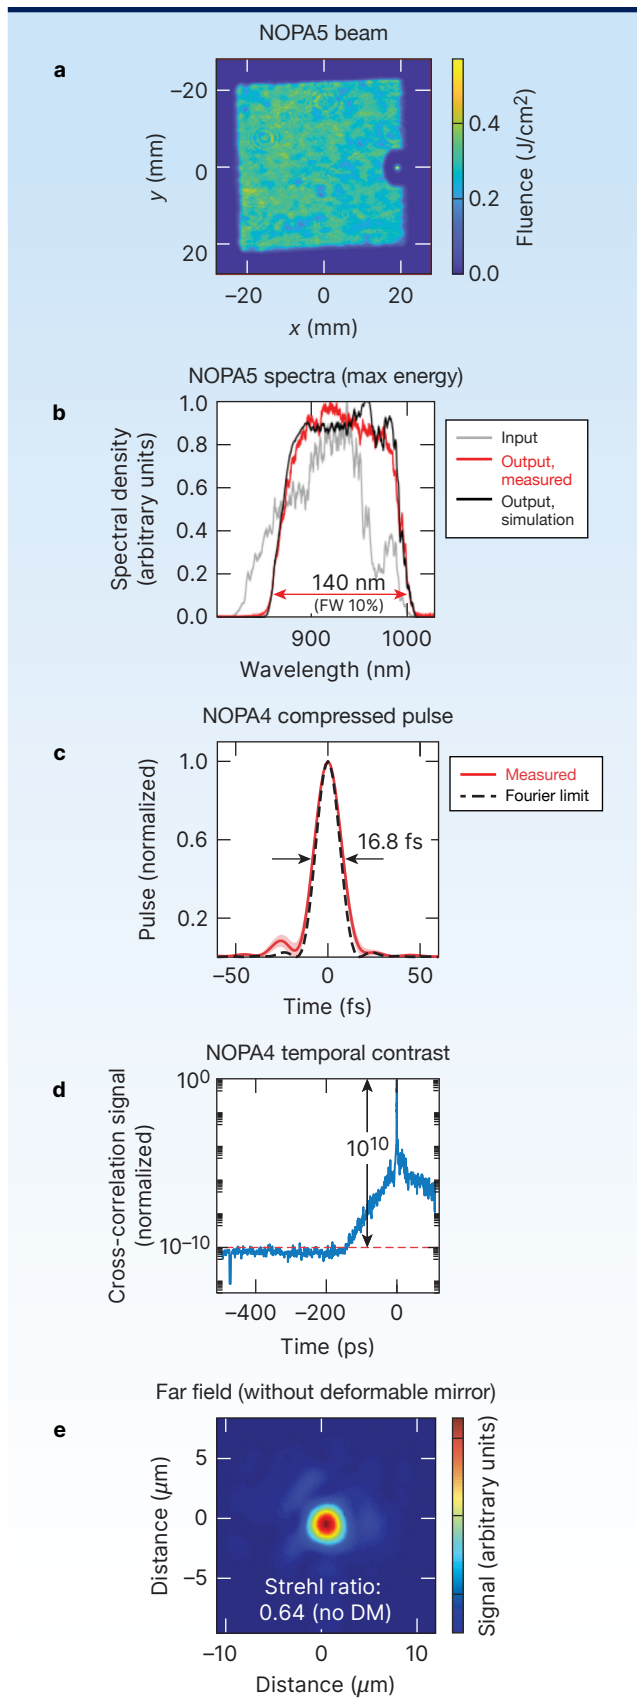 NOPA5 beam
a
−20
0
20
y (mm)
−20
0
20
x (mm)
0.4
0.2
0.0
Fluence (J/cm²)
NOPA5 spectra (max energy)
b
1.0
0.8
0.6
0.4
0.2
0.0
Spectral density
(arbitrary units)
140 nm
(FW 10%)
900
1000
Wavelength (nm)
Input
Output,
measured
Output,
simulation
NOPA4 compressed pulse
c
1.0
0.6
0.2
Pulse (normalized)
16.8 fs
−50
0
50
Time (fs)
Measured
Fourier limit
NOPA4 temporal contrast
d
10⁰
10⁻¹⁰
Cross-correlation signal
(normalized)
10¹⁰
−400
−200
0
Time (ps)
Far field (without deformable mirror)
e
5
0
−5
Distance (μm)
Strehl ratio:
0.64 (no DM)
−10
0
10
Distance (μm)
Signal (arbitrary units)